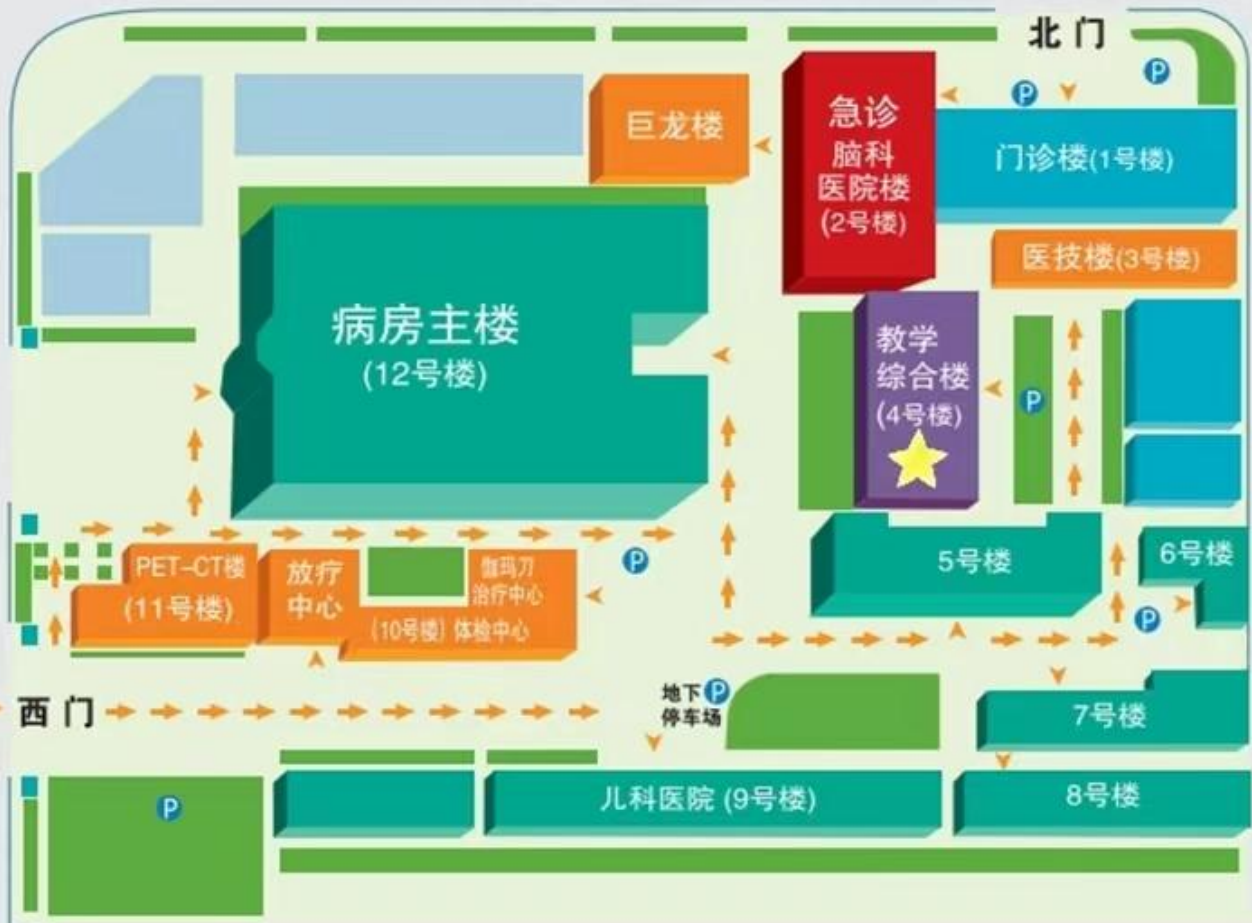 北门
P
P
巨龙楼
急诊
脑科
医院楼
(2号楼)
门诊楼(1号楼)
医技楼(3号楼)
病房主楼
(12号楼)
教学
综合楼
(4号楼)
P
PET-CT楼
(11号楼)
放疗
中心
伽玛刀
治疗中心
(10号楼) 体检中心
P
5号楼
6号楼
P
西门
地下 P
停车场
7号楼
P
儿科医院 (9号楼)
8号楼